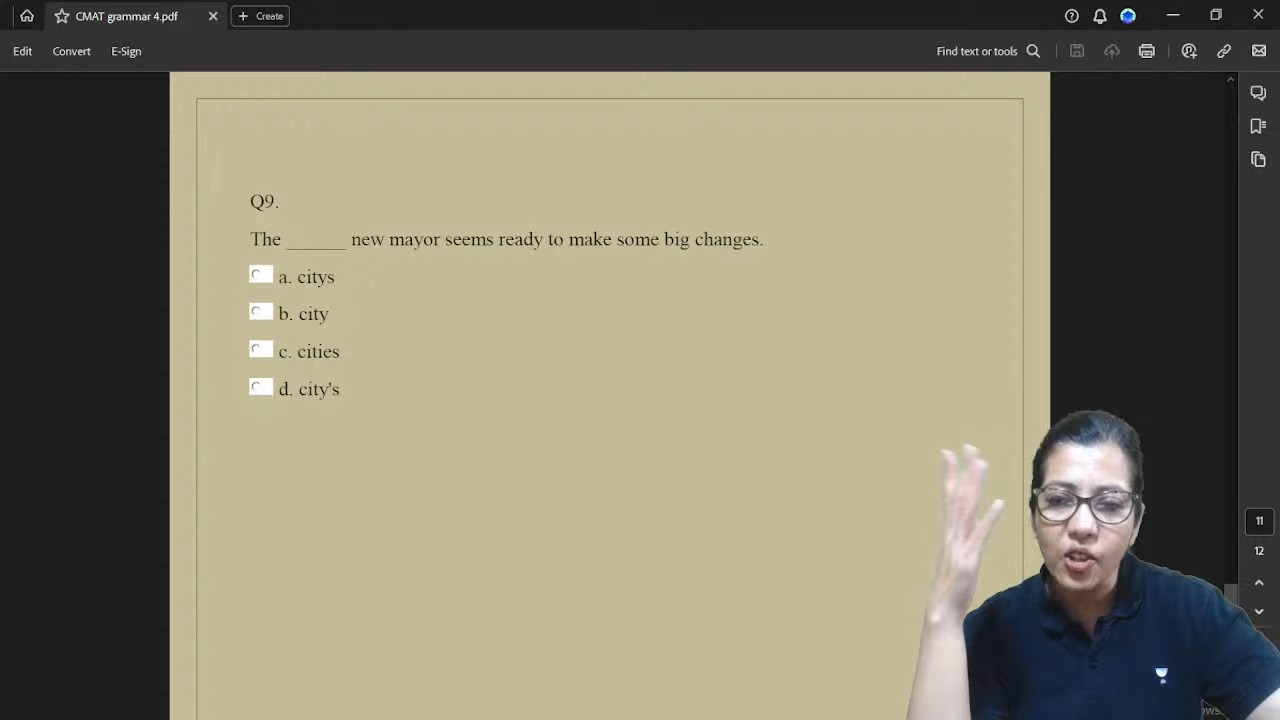 CMAT grammar 4.pdf
Create
Edit
Convert
E-Sign
Find text or tools
Q9.
The ______ new mayor seems ready to make some big changes.
a. citys
b. city
c. cities
d. city's
11
12